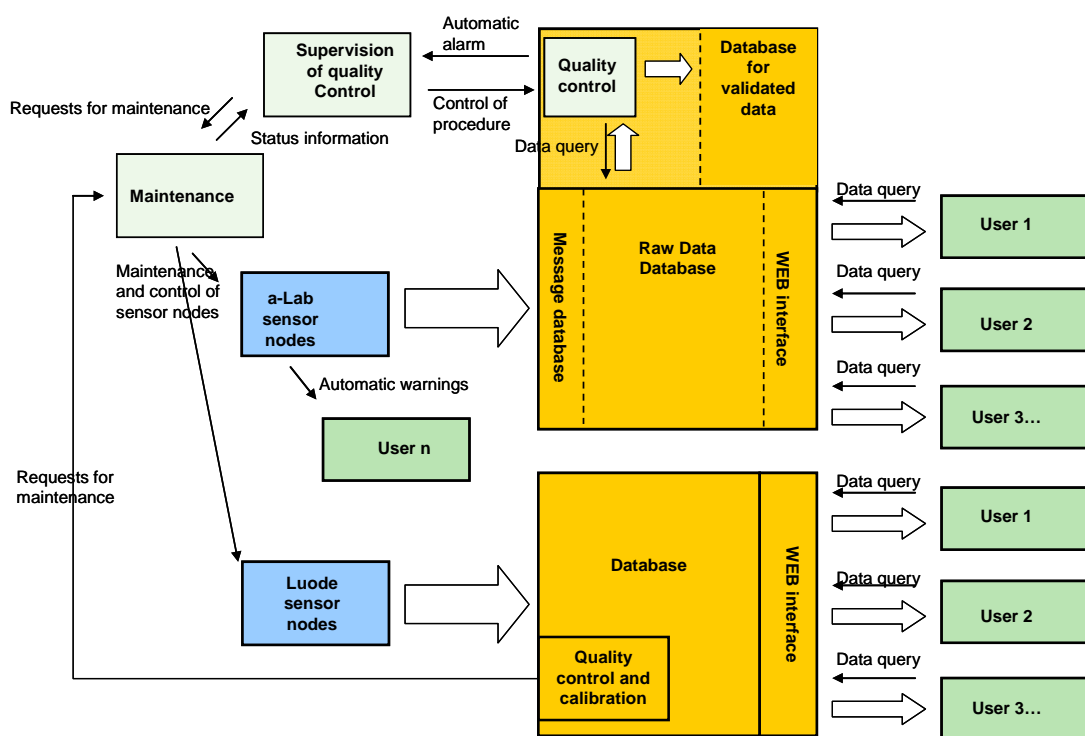 Automatic
alarm
Supervision
of quality
Control
Quality
control
Database
for
validated
data
Requests for maintenance
Control of
procedure
Status information
Data query
Maintenance
Data query
User 1
Message database
Raw Data
Database
WEB interface
Maintenance
and control of
sensor nodes
a-Lab
sensor
nodes
Data query
User 2
Automatic warnings
Data query
User 3…
User n
Requests for
maintenance
Data query
User 1
Luode
sensor
nodes
Database
WEB interface
Data query
User 2
Quality
control and
calibration
Data query
User 3…